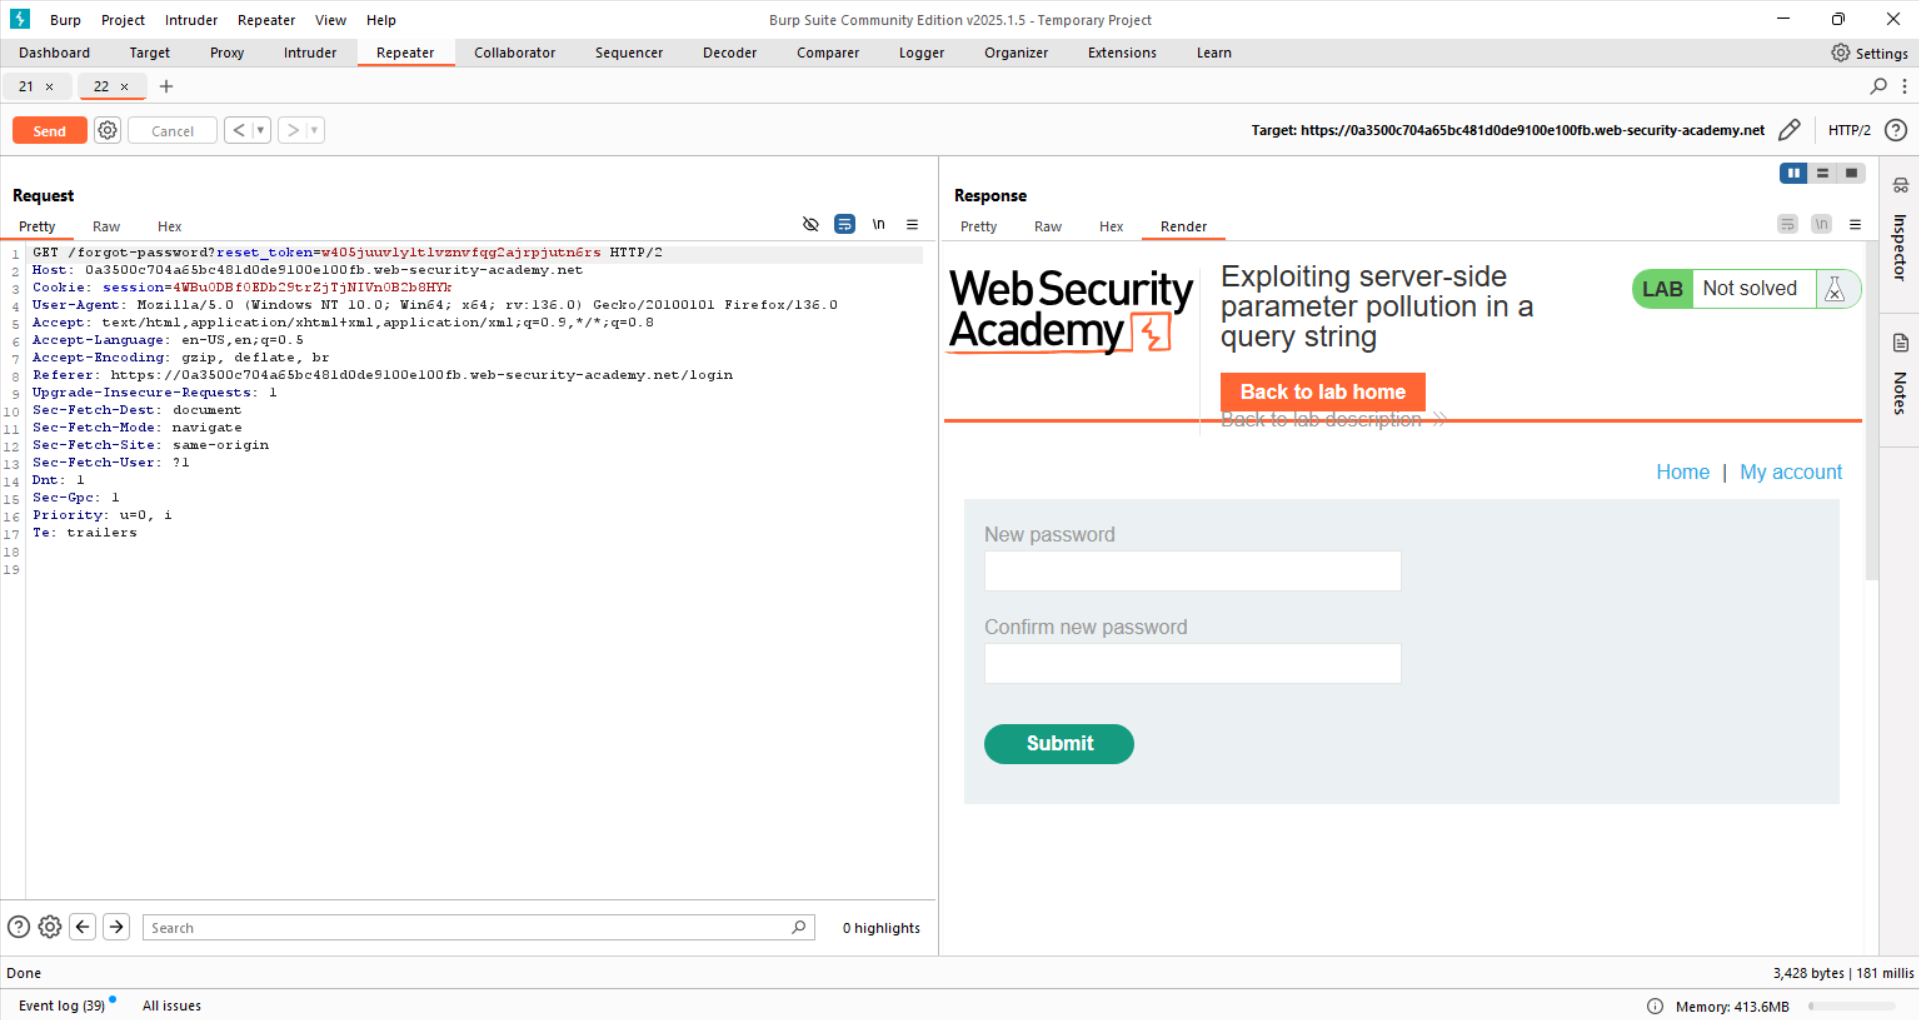 Burp Project Intruder Repeater View Help Burp Suite Community Edition v2025.1.5 - Temporary Project
Dashboard Target Proxy Intruder Repeater Collaborator Sequencer Decoder Comparer Logger Organizer Extensions Learn Settings
21 × 22 × +
Send Cancel < > Target: https://0a3500c704a65bc481d0de9100e100fb.web-security-academy.net HTTP/2
Request
Pretty Raw Hex \n
1 GET /forgot-password?reset_token=w405juuvlyltlvznvfqg2ajrpjutn6rs HTTP/2
2 Host: 0a3500c704a65bc481d0de9100e100fb.web-security-academy.net
3 Cookie: session=4WBuODBf0EDb29trZjTjNIVn0B2b8HYk
4 User-Agent: Mozilla/5.0 (Windows NT 10.0; Win64; x64; rv:136.0) Gecko/20100101 Firefox/136.0
5 Accept: text/html,application/xhtml+xml,application/xml;q=0.9,*/*;q=0.8
6 Accept-Language: en-US,en;q=0.5
7 Accept-Encoding: gzip, deflate, br
8 Referer: https://0a3500c704a65bc481d0de9100e100fb.web-security-academy.net/login
9 Upgrade-Insecure-Requests: 1
10 Sec-Fetch-Dest: document
11 Sec-Fetch-Mode: navigate
12 Sec-Fetch-Site: same-origin
13 Sec-Fetch-User: ?1
14 Dnt: 1
15 Sec-Gpc: 1
16 Priority: u=0, i
17 Te: trailers
18
19
Search 0 highlights
Response
Pretty Raw Hex Render \n
WebSecurity
Academy
Exploiting server-side
parameter pollution in a
query string
LAB Not solved
Back to lab home
Back to lab description
Home | My account
New password
Confirm new password
Submit
Inspector
Notes
Done 3,428 bytes | 181 millis
Event log (39) All issues Memory: 413.6MB